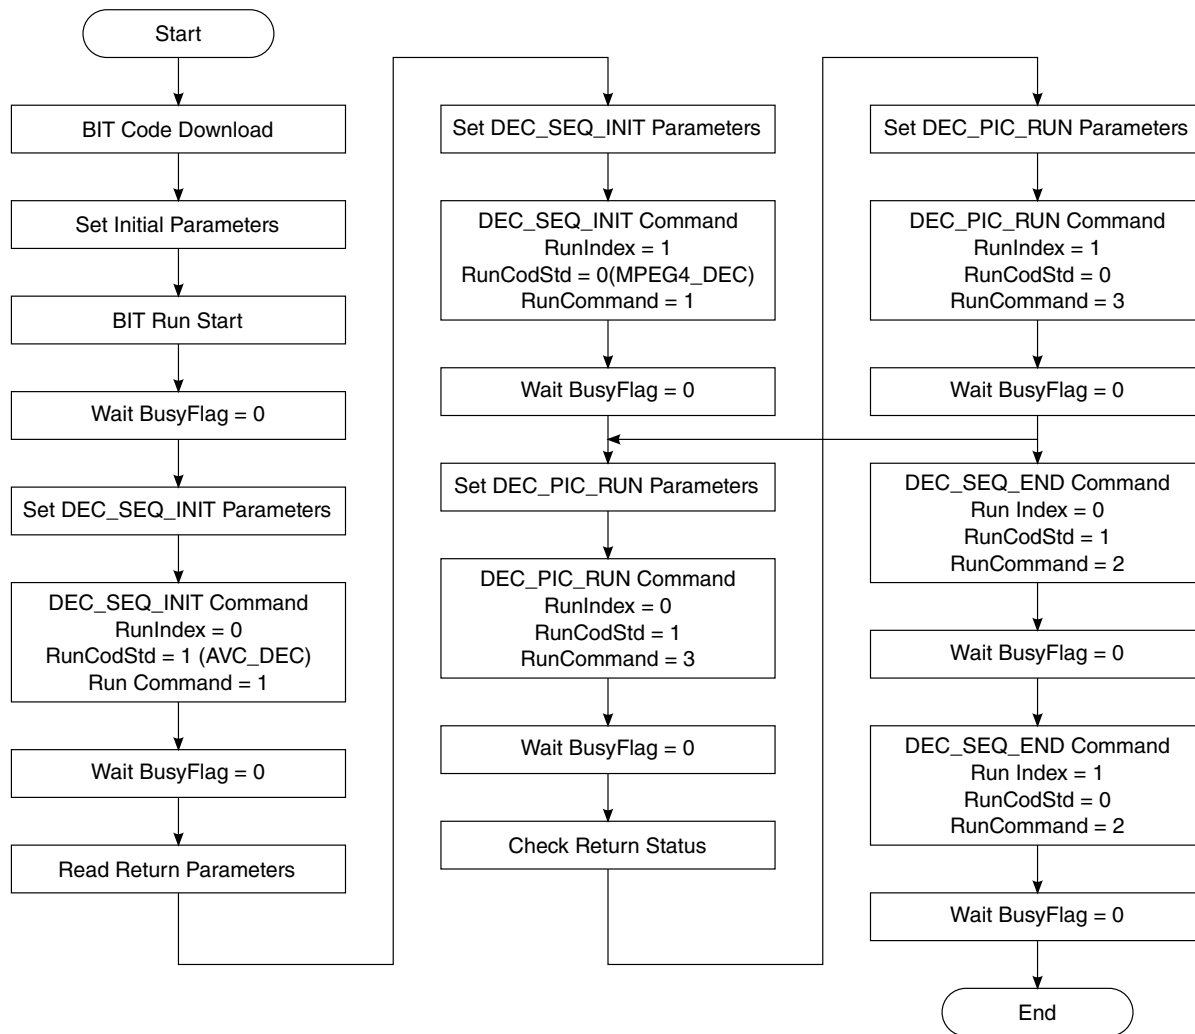 Start
BIT Code Download
Set Initial Parameters
BIT Run Start
Wait BusyFlag = 0
Set DEC_SEQ_INIT Parameters
DEC_SEQ_INIT Command
RunIndex = 0
RunCodStd = 1 (AVC_DEC)
Run Command = 1
Wait BusyFlag = 0
Read Return Parameters
Set DEC_SEQ_INIT Parameters
DEC_SEQ_INIT Command
RunIndex = 1
RunCodStd = 0(MPEG4_DEC)
RunCommand = 1
Wait BusyFlag = 0
Set DEC_PIC_RUN Parameters
DEC_PIC_RUN Command
RunIndex = 0
RunCodStd = 1
RunCommand = 3
Wait BusyFlag = 0
Check Return Status
Set DEC_PIC_RUN Parameters
DEC_PIC_RUN Command
RunIndex = 1
RunCodStd = 0
RunCommand = 3
Wait BusyFlag = 0
DEC_SEQ_END Command
Run Index = 0
RunCodStd = 1
RunCommand = 2
Wait BusyFlag = 0
DEC_SEQ_END Command
Run Index = 1
RunCodStd = 0
RunCommand = 2
Wait BusyFlag = 0
End